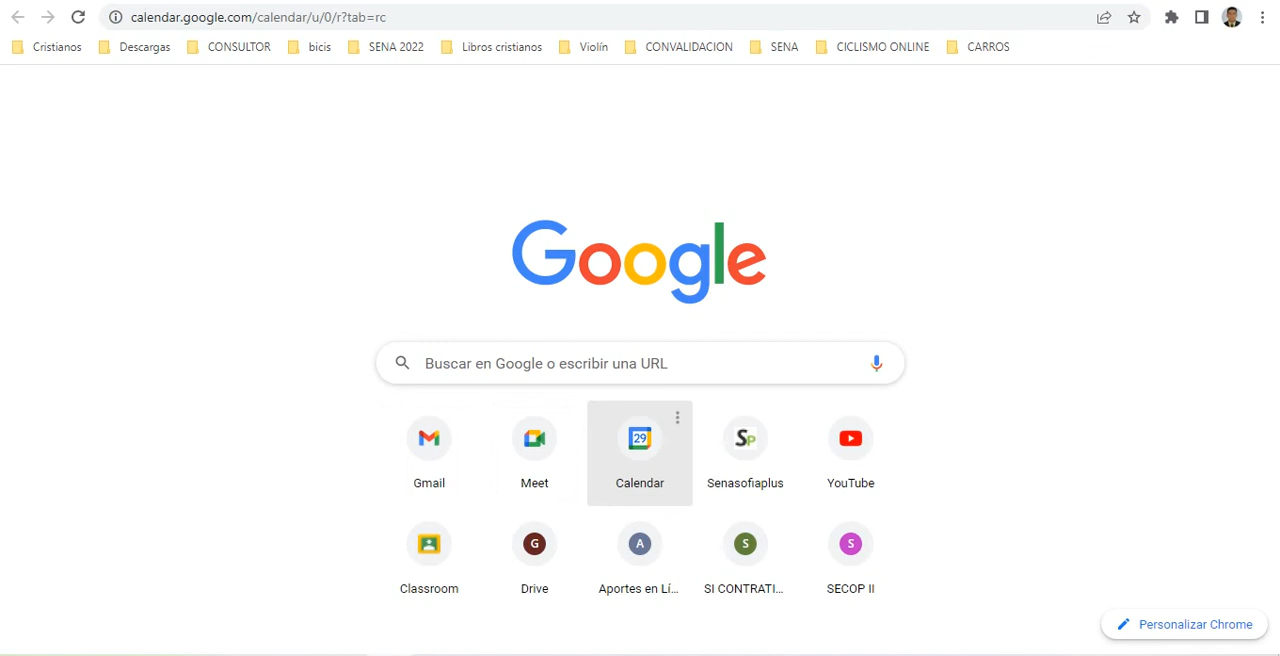 calendar.google.com/calendar/u/0/r?tab=rc
Cristianos Descargas CONSULTOR bicis SENA 2022 Libros cristianos Violín CONVALIDACION SENA CICLISMO ONLINE CARROS
Google
Buscar en Google o escribir una URL
29 Sp
Gmail Meet Calendar Senasofiaplus YouTube
G A S S
Classroom Drive Aportes en Lí... SI CONTRATI... SECOP II
Personalizar Chrome